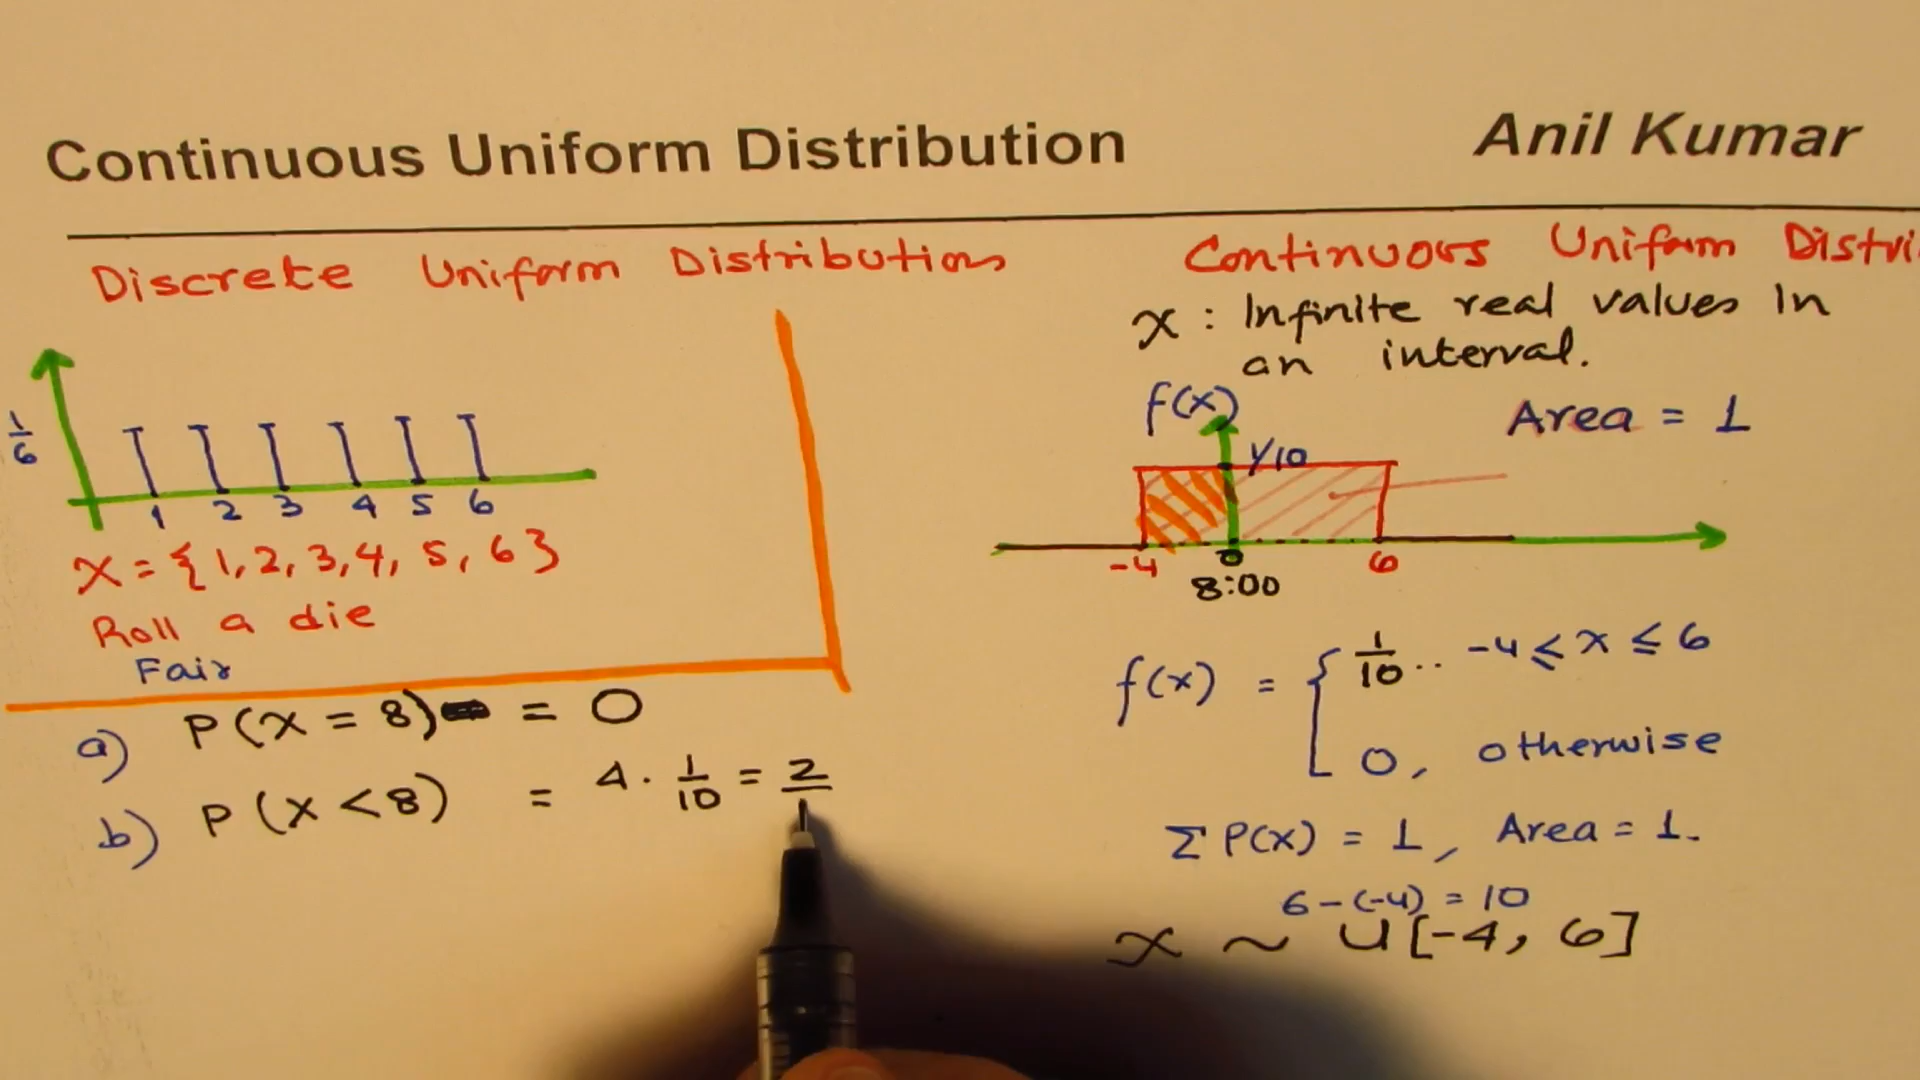 Continuous Uniform Distribution
Anil Kumar
Discrete Uniform Distribution
1/6
1 2 3 4 5 6
X = {1, 2, 3, 4, 5, 6}
Roll a die
Fair
a) P(X = 8) = 0
b) P(X < 8) = 4 · 1/10 = 2/
Continuous Uniform Distri
X : Infinite real values in
an interval.
f(x)
Area = 1
1/10
-4 0 6
8:00
f(x) = { 1/10 .. -4 ≤ x ≤ 6
0, otherwise
Σ P(x) = 1, Area = 1.
6-(-4) = 10
X ~ U[-4, 6]